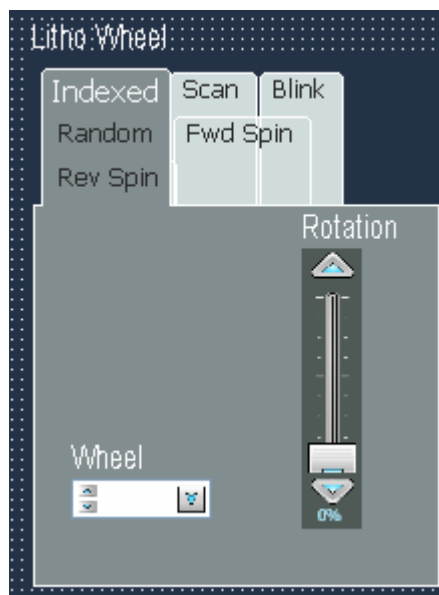 Litho Wheel
Indexed Scan Blink
Random Fwd Spin
Rev Spin
Rotation
Wheel
0%